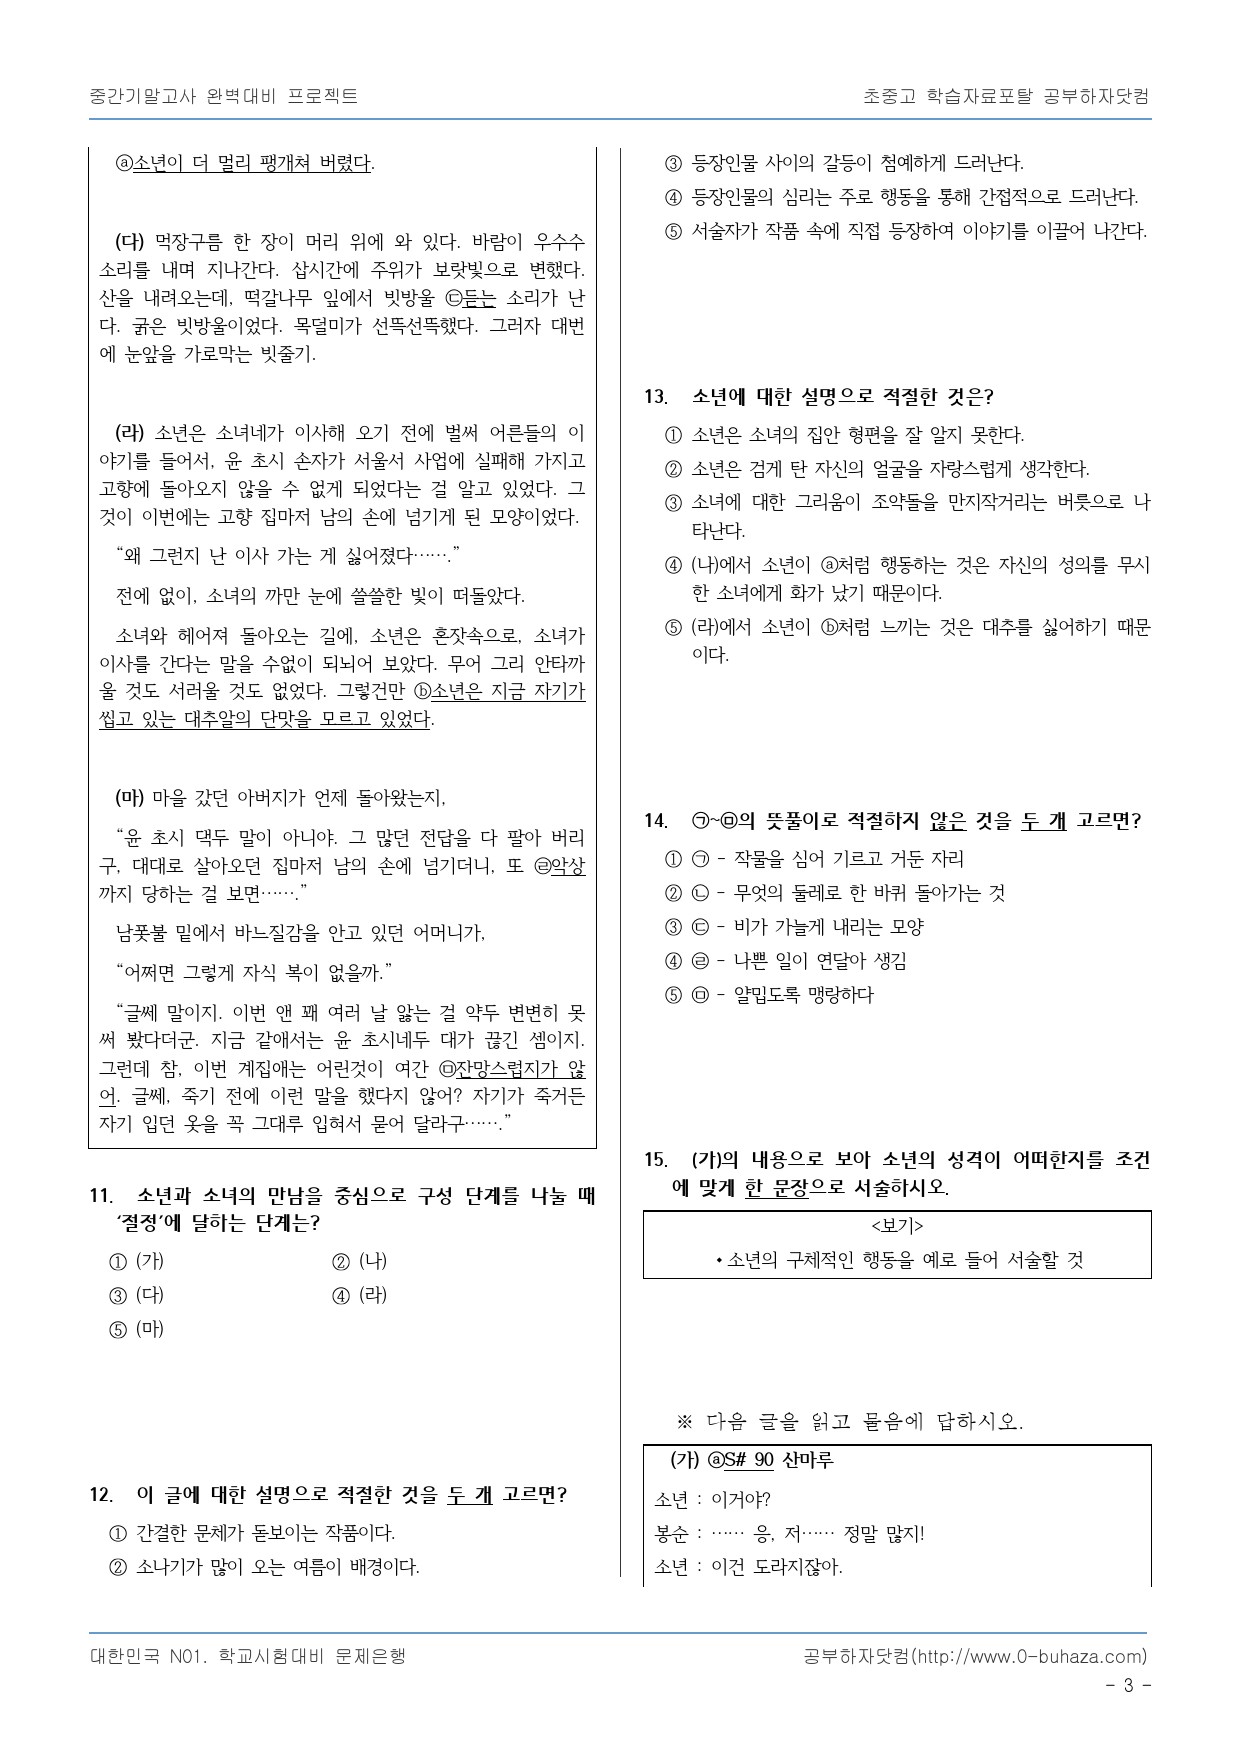 중간기말고사 완벽대비 프로젝트
초중고 학습자료포탈 공부하자닷컴
ⓐ소년이 더 멀리 팽개쳐 버렸다.
(다) 먹장구름 한 장이 머리 위에 와 있다. 바람이 우수수
소리를 내며 지나간다. 삽시간에 주위가 보랏빛으로 변했다.
산을 내려오는데, 떡갈나무 잎에서 빗방울 ㉢듣는 소리가 난
다. 굵은 빗방울이었다. 목덜미가 선뜩선뜩했다. 그러자 대번
에 눈앞을 가로막는 빗줄기.
(라) 소년은 소녀네가 이사해 오기 전에 벌써 어른들의 이
야기를 들어서, 윤 초시 손자가 서울서 사업에 실패해 가지고
고향에 돌아오지 않을 수 없게 되었다는 걸 알고 있었다. 그
것이 이번에는 고향 집마저 남의 손에 넘기게 된 모양이었다.
“왜 그런지 난 이사 가는 게 싫어졌다…….”
전에 없이, 소녀의 까만 눈에 쓸쓸한 빛이 떠돌았다.
소녀와 헤어져 돌아오는 길에, 소년은 혼잣속으로, 소녀가
이사를 간다는 말을 수없이 되뇌어 보았다. 무어 그리 안타까
울 것도 서러울 것도 없었다. 그렇건만 ⓑ소년은 지금 자기가
씹고 있는 대추알의 단맛을 모르고 있었다.
(마) 마을 갔던 아버지가 언제 돌아왔는지,
“윤 초시 댁두 말이 아니야. 그 많던 전답을 다 팔아 버리
구, 대대로 살아오던 집마저 남의 손에 넘기더니, 또 ㉣악상
까지 당하는 걸 보면…….”
남폿불 밑에서 바느질감을 안고 있던 어머니가,
“어쩌면 그렇게 자식 복이 없을까.”
“글쎄 말이지. 이번 앤 꽤 여러 날 앓는 걸 약두 변변히 못
써 봤다더군. 지금 같애서는 윤 초시네두 대가 끊긴 셈이지.
그런데 참, 이번 계집애는 어린것이 여간 ㉤잔망스럽지가 않
어. 글쎄, 죽기 전에 이런 말을 했다지 않어? 자기가 죽거든
자기 입던 옷을 꼭 그대루 입혀서 묻어 달라구…….”
11. 소년과 소녀의 만남을 중심으로 구성 단계를 나눌 때
‘절정’에 달하는 단계는?
① (가) ② (나)
③ (다) ④ (라)
⑤ (마)
12. 이 글에 대한 설명으로 적절한 것을 두 개 고르면?
① 간결한 문체가 돋보이는 작품이다.
② 소나기가 많이 오는 여름이 배경이다.
③ 등장인물 사이의 갈등이 첨예하게 드러난다.
④ 등장인물의 심리는 주로 행동을 통해 간접적으로 드러난다.
⑤ 서술자가 작품 속에 직접 등장하여 이야기를 이끌어 나간다.
13. 소년에 대한 설명으로 적절한 것은?
① 소년은 소녀의 집안 형편을 잘 알지 못한다.
② 소년은 검게 탄 자신의 얼굴을 자랑스럽게 생각한다.
③ 소녀에 대한 그리움이 조약돌을 만지작거리는 버릇으로 나
타난다.
④ (나)에서 소년이 ⓐ처럼 행동하는 것은 자신의 성의를 무시
한 소녀에게 화가 났기 때문이다.
⑤ (라)에서 소년이 ⓑ처럼 느끼는 것은 대추를 싫어하기 때문
이다.
14. ㉠~㉤의 뜻풀이로 적절하지 않은 것을 두 개 고르면?
① ㉠ - 작물을 심어 기르고 거둔 자리
② ㉡ - 무엇의 둘레로 한 바퀴 돌아가는 것
③ ㉢ - 비가 가늘게 내리는 모양
④ ㉣ - 나쁜 일이 연달아 생김
⑤ ㉤ - 얄밉도록 맹랑하다
15. (가)의 내용으로 보아 소년의 성격이 어떠한지를 조건
에 맞게 한 문장으로 서술하시오.
<보기>
• 소년의 구체적인 행동을 예로 들어 서술할 것
※ 다음 글을 읽고 물음에 답하시오.
(가) ⓐS# 90 산마루
소년 : 이거야?
봉순 : …… 응, 저…… 정말 많지!
소년 : 이건 도라지잖아.
대한민국 N01. 학교시험대비 문제은행
공부하자닷컴(http://www.0-buhaza.com)
- 3 -